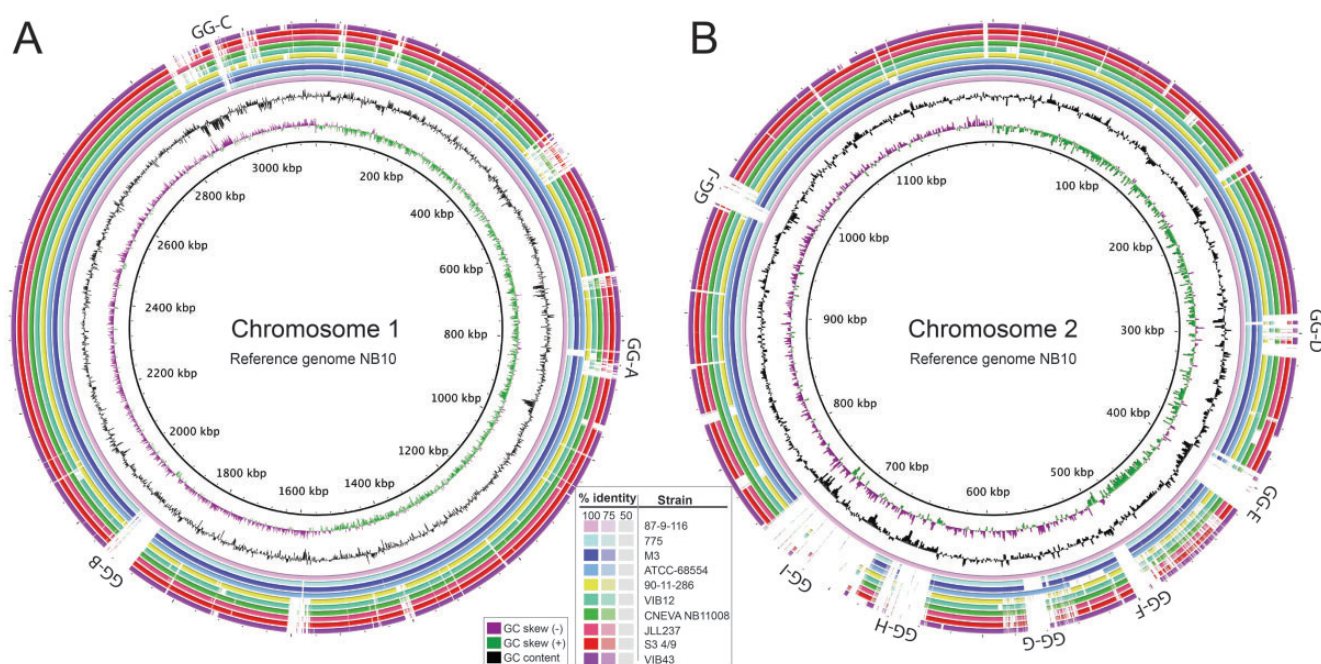 A
B
GG-C
3000 kbp
200 kbp
2800 kbp
400 kbp
2600 kbp
600 kbp
2400 kbp
Chromosome 1
800 kbp
Reference genome NB10
GG-A
2200 kbp
1000 kbp
2000 kbp
1200 kbp
1800 kbp
1600 kbp
1400 kbp
GG-B
GG-J
1100 kbp
100 kbp
1000 kbp
200 kbp
900 kbp
Chromosome 2
300 kbp
GG-D
Reference genome NB10
800 kbp
400 kbp
700 kbp
600 kbp
500 kbp
GG-E
GG-F
GG-G
GG-H
GG-I
% identity Strain
100 75 50
87-9-116
775
M3
ATCC-68554
90-11-286
VIB12
CNEVA NB11008
JLL237
S3 4/9
VIB43
GC skew (-)
GC skew (+)
GC content